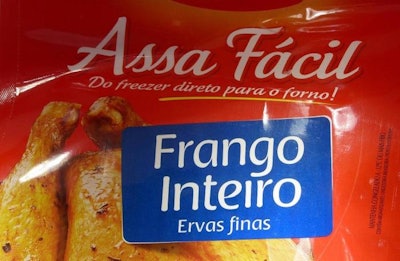 Assa Fácil
Do freezer direto para o forno!
Frango
Inteiro
Ervas finas